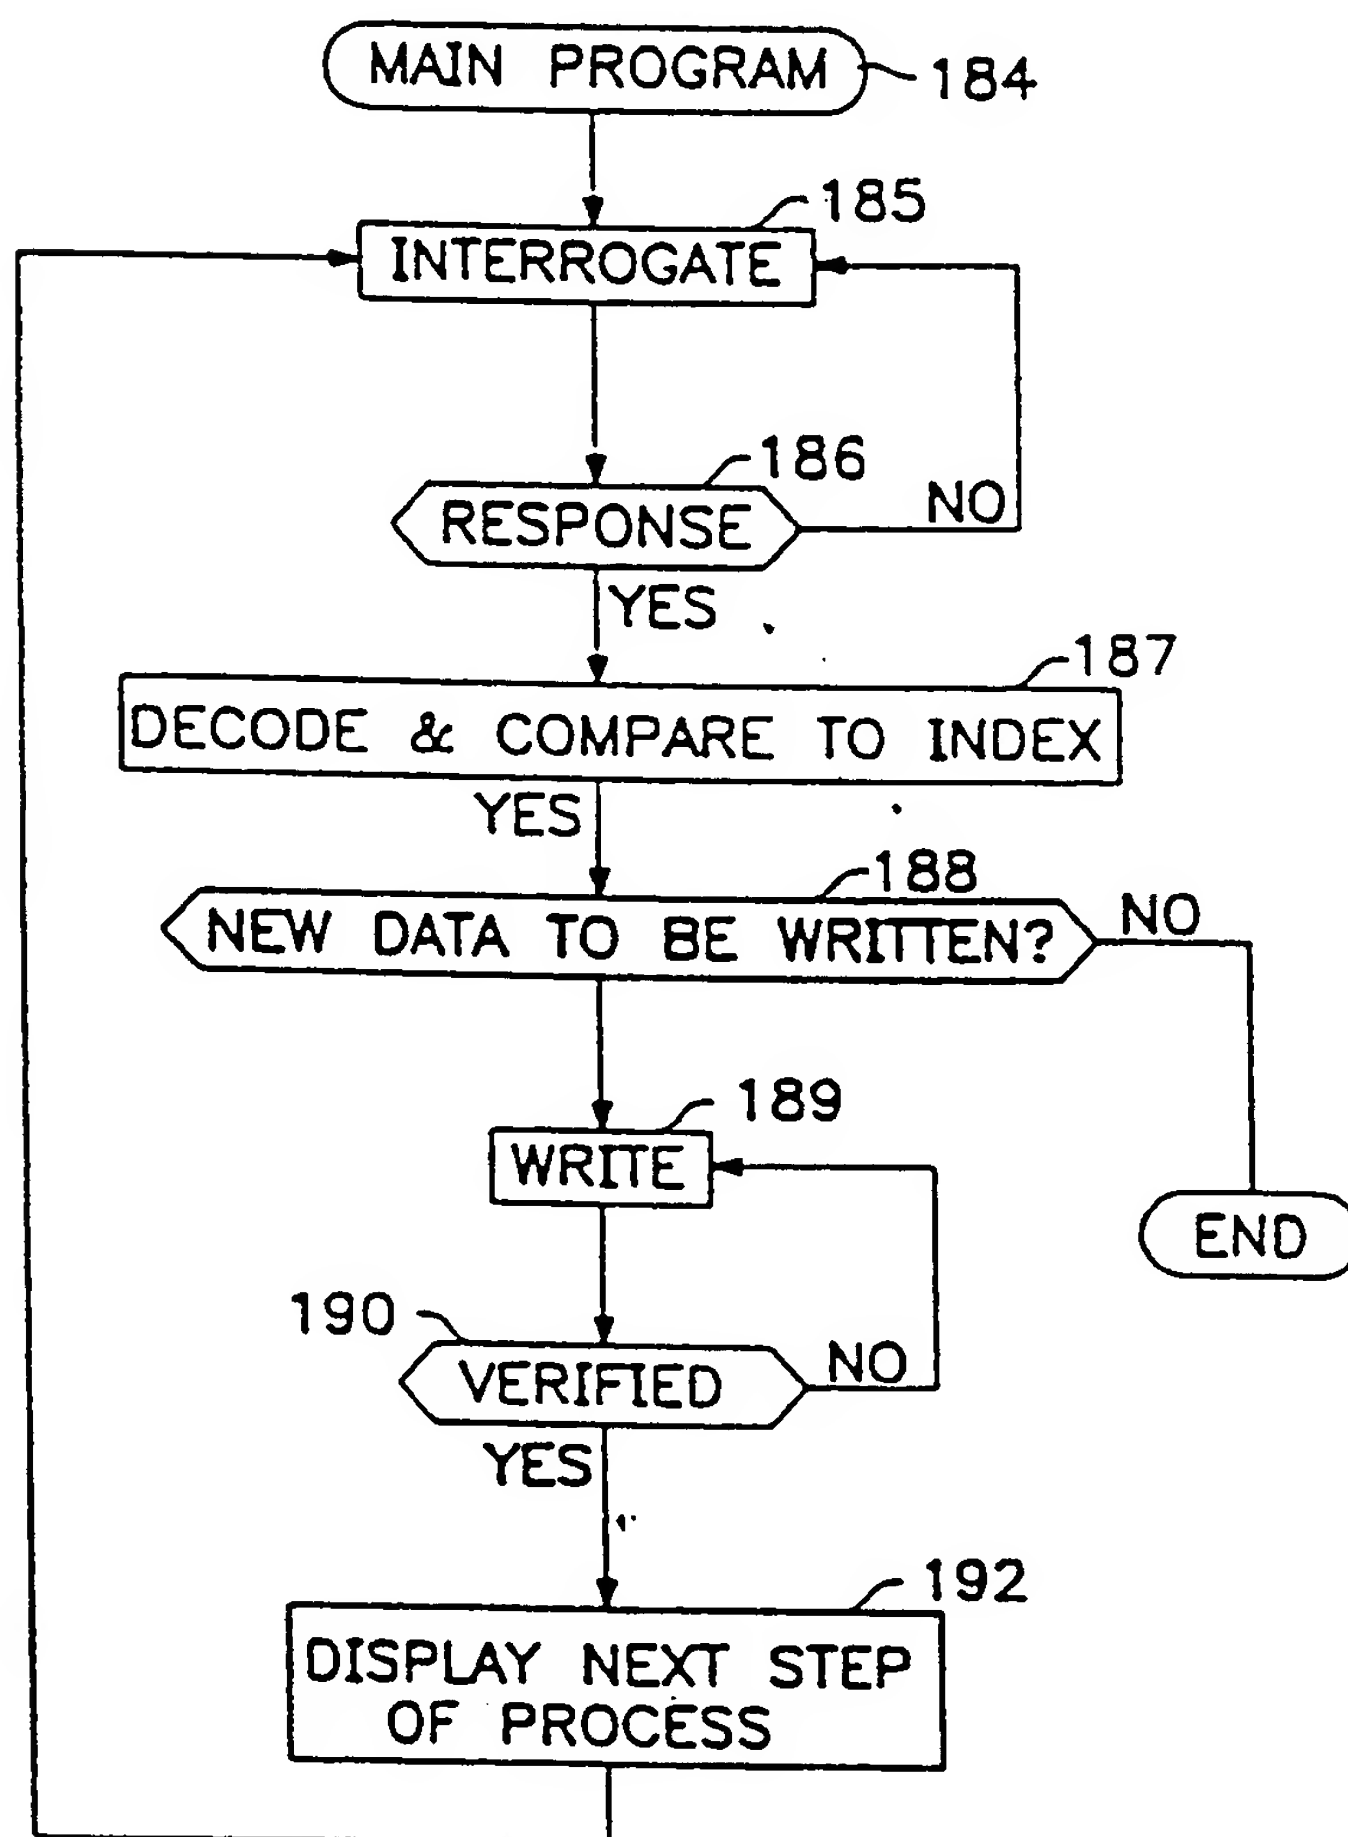 MAIN PROGRAM
184
185
INTERROGATE
186
RESPONSE
NO
YES
187
DECODE & COMPARE TO INDEX
YES
188
NEW DATA TO BE WRITTEN?
NO
189
WRITE
END
190
VERIFIED
NO
YES
192
DISPLAY NEXT STEP
OF PROCESS